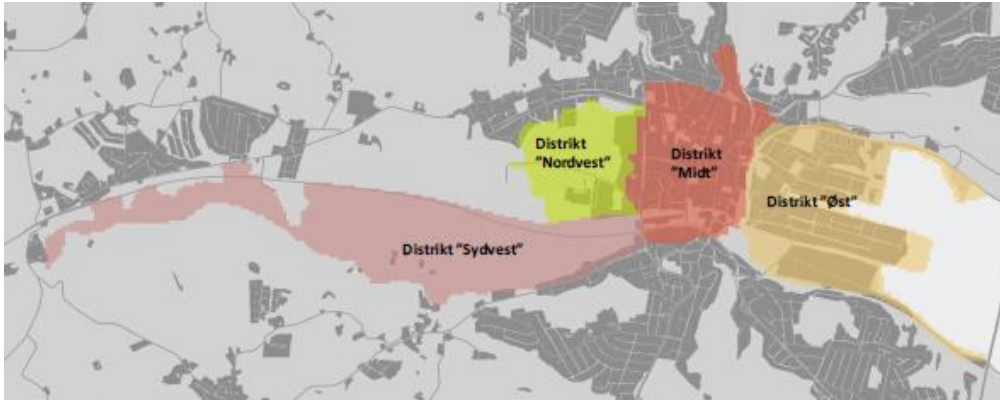 Distrikt
"Nordvest"
Distrikt
"Midt"
Distrikt "Øst"
Distrikt "Sydvest"